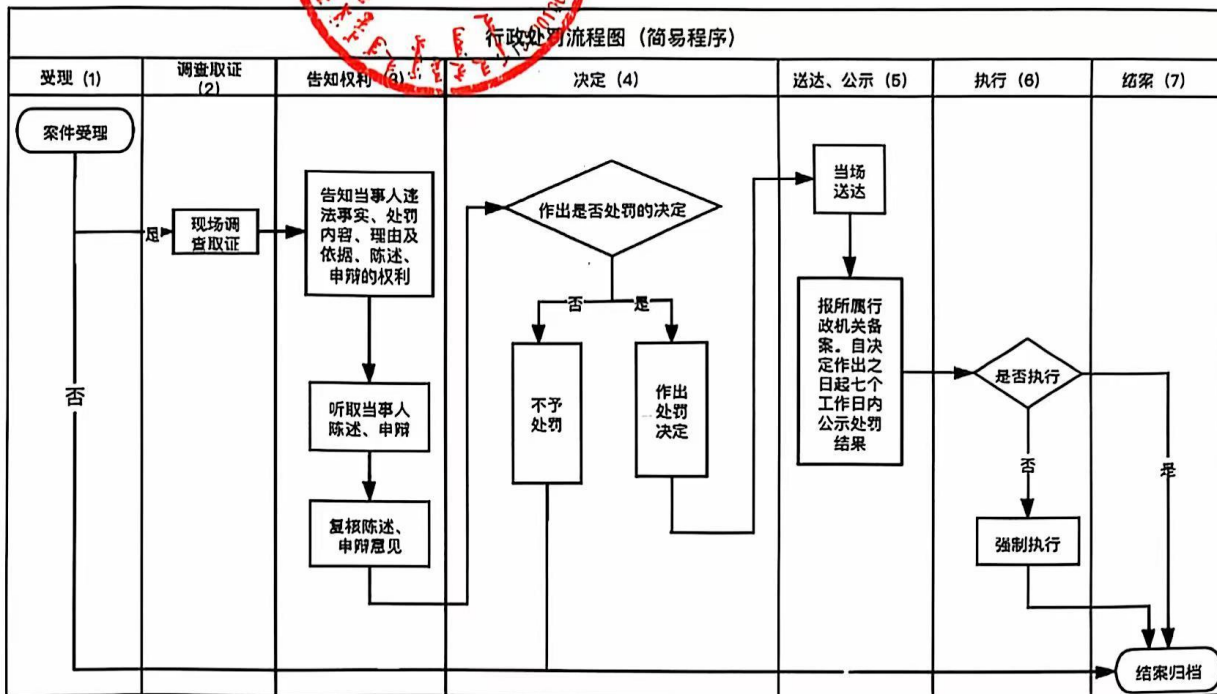 行政处罚流程图（简易程序）
受理（1）
调查取证
（2）
告知权利（3）
决定（4）
送达、公示（5）
执行（6）
结案（7）
案件受理
是
否
现场调
查取证
告知当事人违
法事实、处罚
内容、理由及
依据、陈述、
申辩的权利
听取当事人
陈述、申辩
复核陈述、
申辩意见
作出是否处罚的决定
否
是
不予
处罚
作出
处罚
决定
当场
送达
报所属行
政机关备
案。自决
定作出之
日起七个
工作日内
公示处罚
结果
是否执行
否
是
强制执行
结案归档